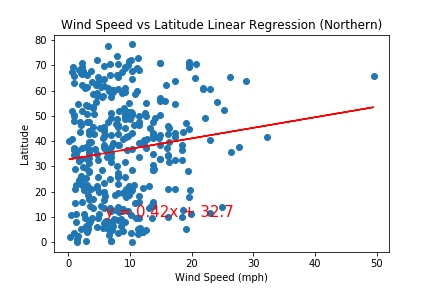 Wind Speed vs Latitude Linear Regression (Northern)
80
70
60
50
40
30
20
10
0
Latitude
y = 0.42x + 32.7
0 10 20 30 40 50
Wind Speed (mph)